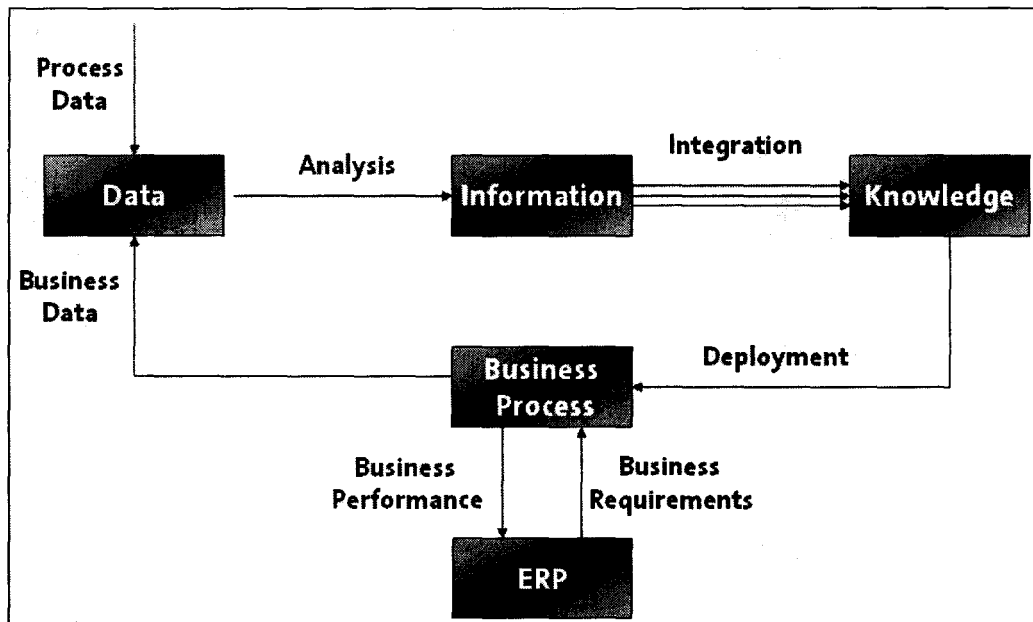 Process
Data
Integration
Analysis
Data
Information
Knowledge
Business
Data
Deployment
Business
Process
Business
Performance
Business
Requirements
ERP